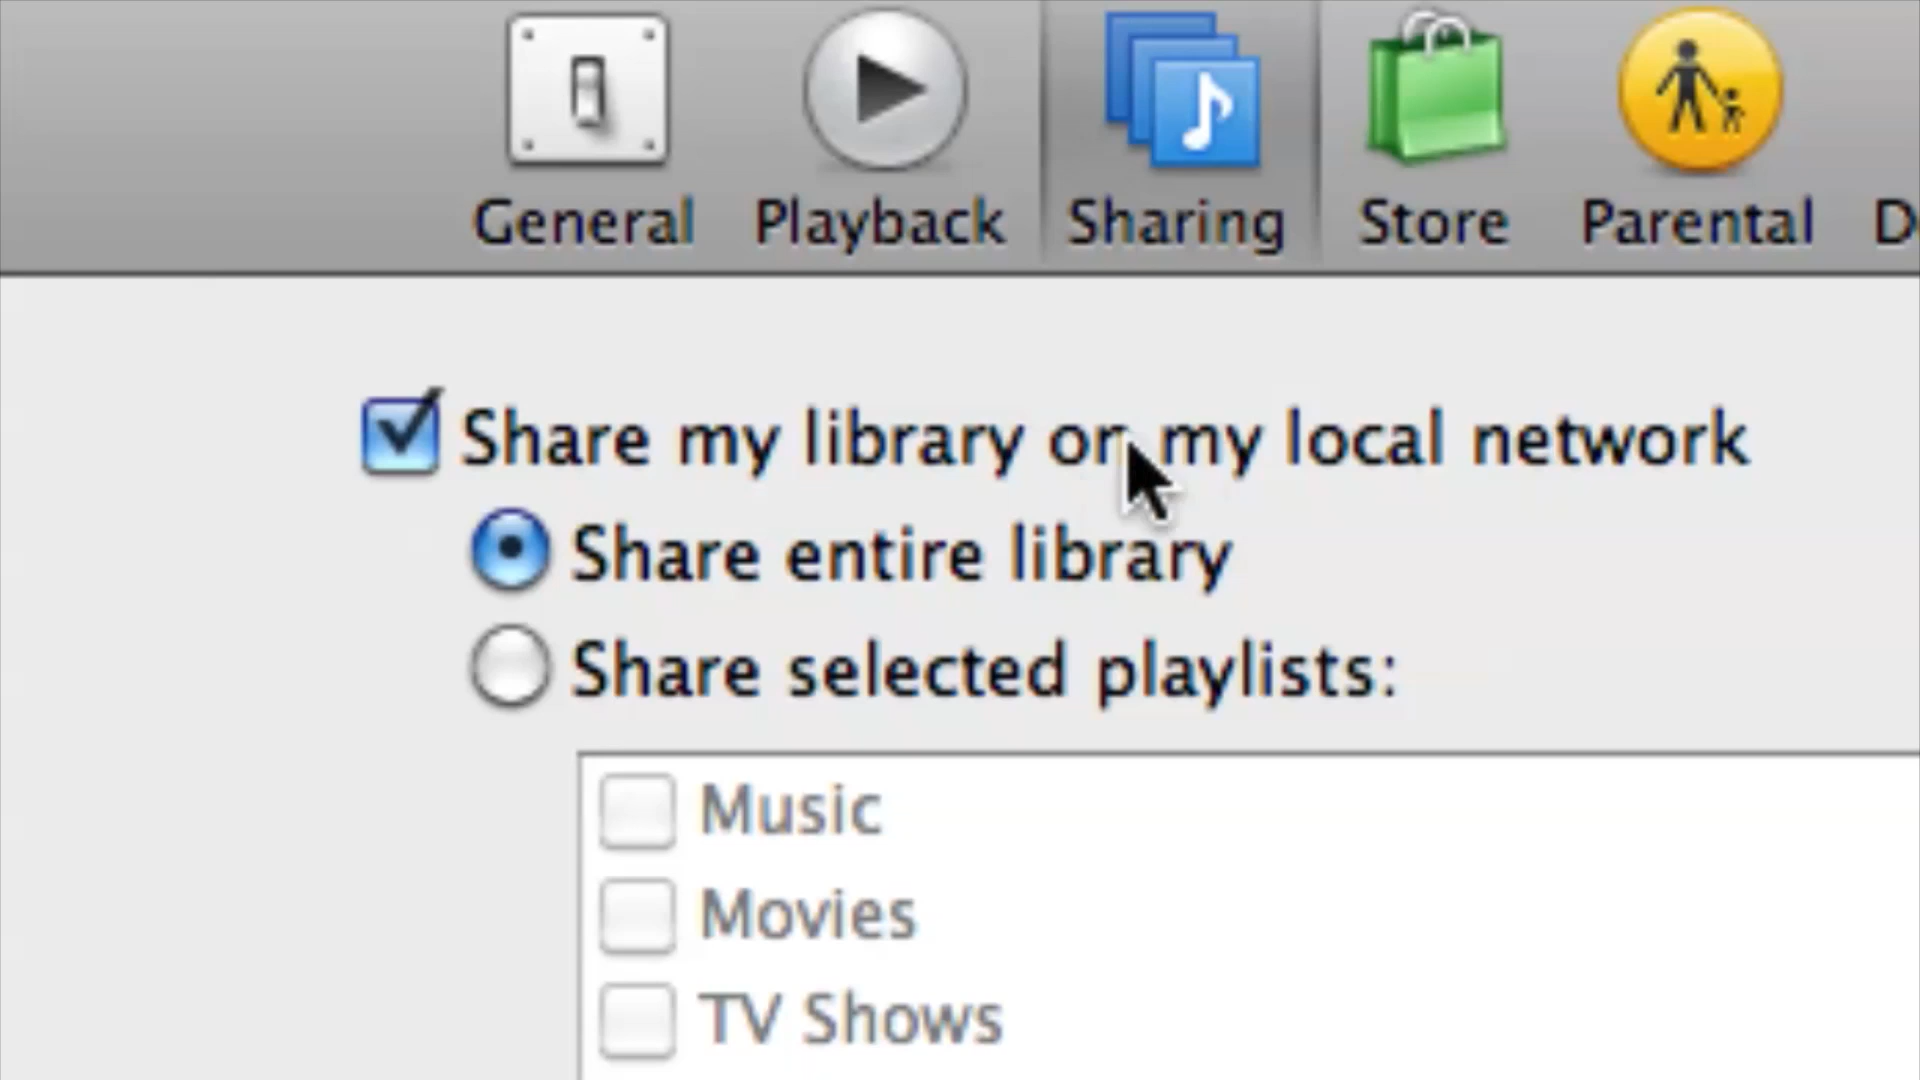 General Playback Sharing Store Parental
Share my library on my local network
Share entire library
Share selected playlists:
Music
Movies
TV Shows